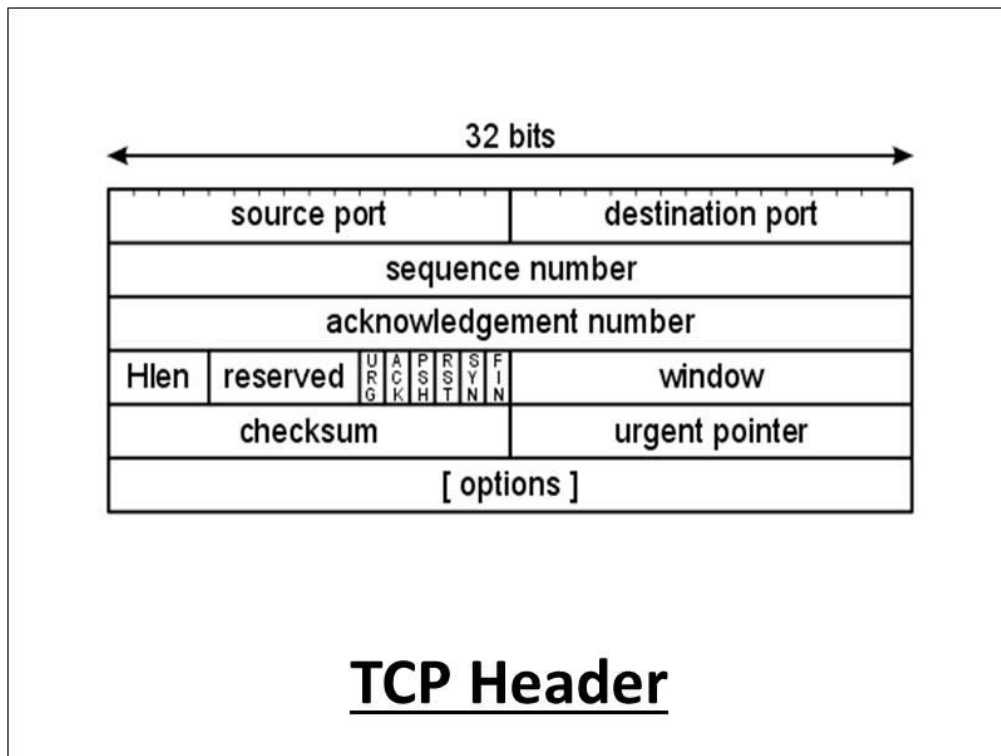 32 bits
source port destination port
sequence number
acknowledgement number
Hlen reserved URG ACK PSH RST SYN FIN window
checksum urgent pointer
[ options ]
TCP Header